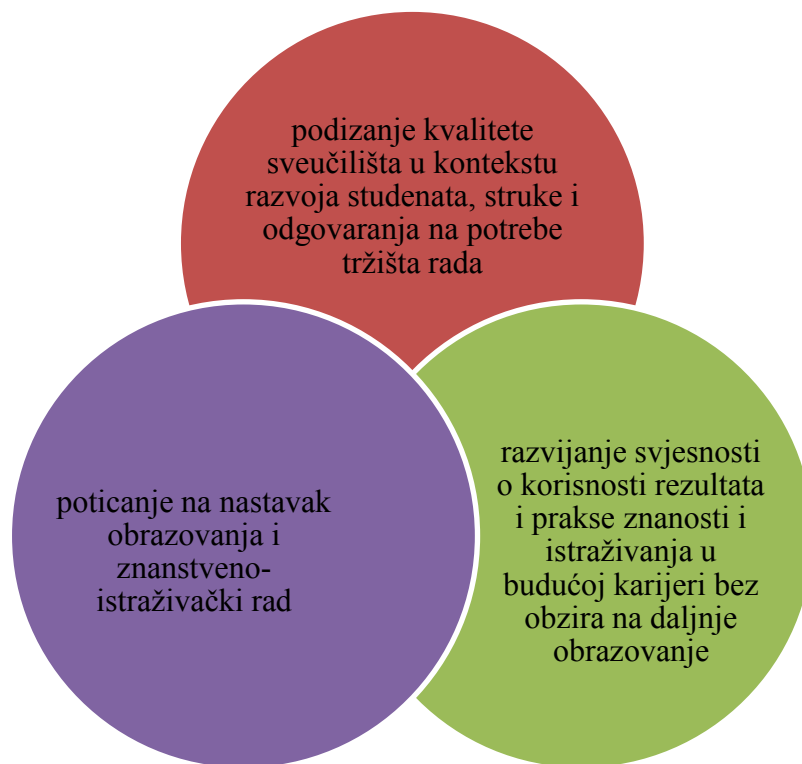 podizanje kvalitete
sveučilišta u kontekstu
razvoja studenata, struke i
odgovaranja na potrebe
tržišta rada
poticanje na nastavak
obrazovanja i
znanstveno-
istraživački rad
razvijanje svjesnosti
o korisnosti rezultata
i prakse znanosti i
istraživanja u
budućoj karijeri bez
obzira na daljnje
obrazovanje